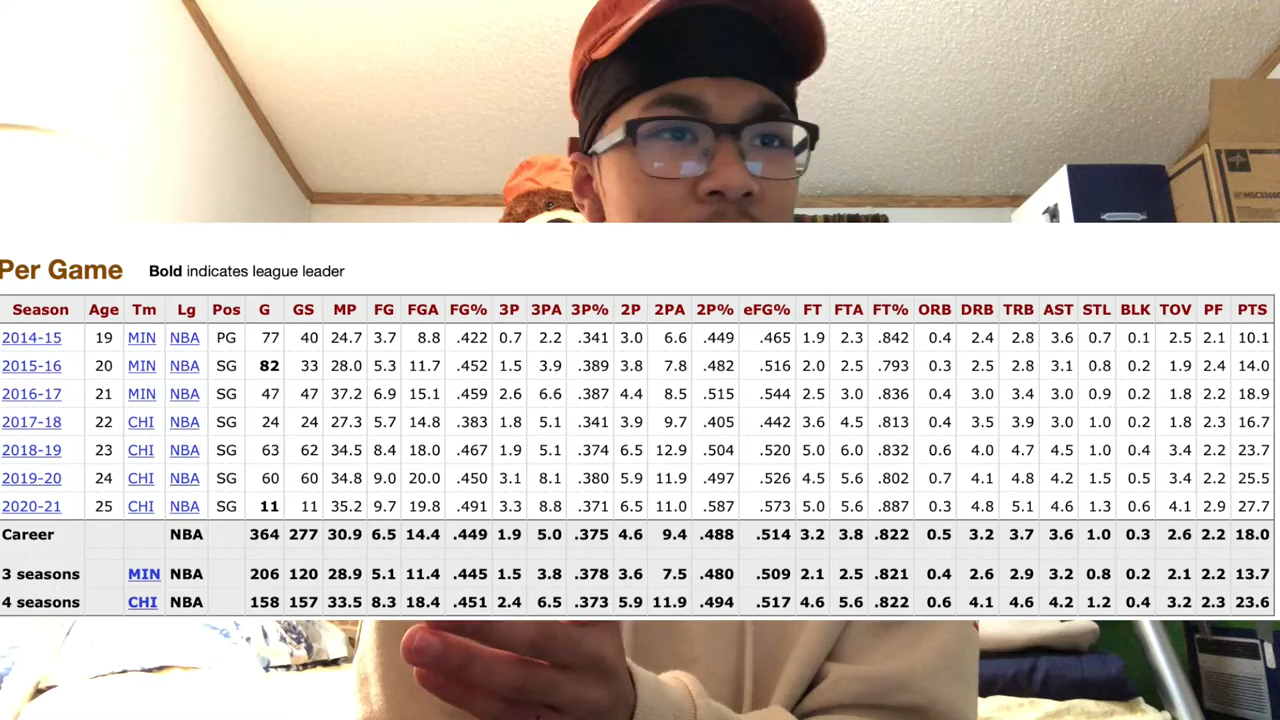 Per Game Bold indicates league leader
Season Age Tm Lg Pos G GS MP FG FGA FG% 3P 3PA 3P% 2P 2PA 2P% eFG% FT FTA FT% ORB DRB TRB AST STL BLK TOV PF PTS
2014-15 19 MIN NBA PG 77 40 24.7 3.7 8.8 .422 0.7 2.2 .341 3.0 6.6 .449 .465 1.9 2.3 .842 0.4 2.4 2.8 3.6 0.7 0.1 2.5 2.1 10.1
2015-16 20 MIN NBA SG 82 33 28.0 5.3 11.7 .452 1.5 3.9 .389 3.8 7.8 .482 .516 2.0 2.5 .793 0.3 2.5 2.8 3.1 0.8 0.2 1.9 2.4 14.0
2016-17 21 MIN NBA SG 47 47 37.2 6.9 15.1 .459 2.6 6.6 .387 4.4 8.5 .515 .544 2.5 3.0 .836 0.4 3.0 3.4 3.0 0.9 0.2 1.8 2.2 18.9
2017-18 22 CHI NBA SG 24 24 27.3 5.7 14.8 .383 1.8 5.1 .341 3.9 9.7 .405 .442 3.6 4.5 .813 0.4 3.5 3.9 3.0 1.0 0.2 1.8 2.3 16.7
2018-19 23 CHI NBA SG 63 62 34.5 8.4 18.0 .467 1.9 5.1 .374 6.5 12.9 .504 .520 5.0 6.0 .832 0.6 4.0 4.7 4.5 1.0 0.4 3.4 2.2 23.7
2019-20 24 CHI NBA SG 60 60 34.8 9.0 20.0 .450 3.1 8.1 .380 5.9 11.9 .497 .526 4.5 5.6 .802 0.7 4.1 4.8 4.2 1.5 0.5 3.4 2.2 25.5
2020-21 25 CHI NBA SG 11 11 35.2 9.7 19.8 .491 3.3 8.8 .371 6.5 11.0 .587 .573 5.0 5.6 .887 0.3 4.8 5.1 4.6 1.3 0.6 4.1 2.9 27.7
Career NBA 364 277 30.9 6.5 14.4 .449 1.9 5.0 .375 4.6 9.4 .488 .514 3.2 3.8 .822 0.5 3.2 3.7 3.6 1.0 0.3 2.6 2.2 18.0
3 seasons MIN NBA 206 120 28.9 5.1 11.4 .445 1.5 3.8 .378 3.6 7.5 .480 .509 2.1 2.5 .821 0.4 2.6 2.9 3.2 0.8 0.2 2.1 2.2 13.7
4 seasons CHI NBA 158 157 33.5 8.3 18.4 .451 2.4 6.5 .373 5.9 11.9 .494 .517 4.6 5.6 .822 0.6 4.1 4.6 4.2 1.2 0.4 3.2 2.3 23.6